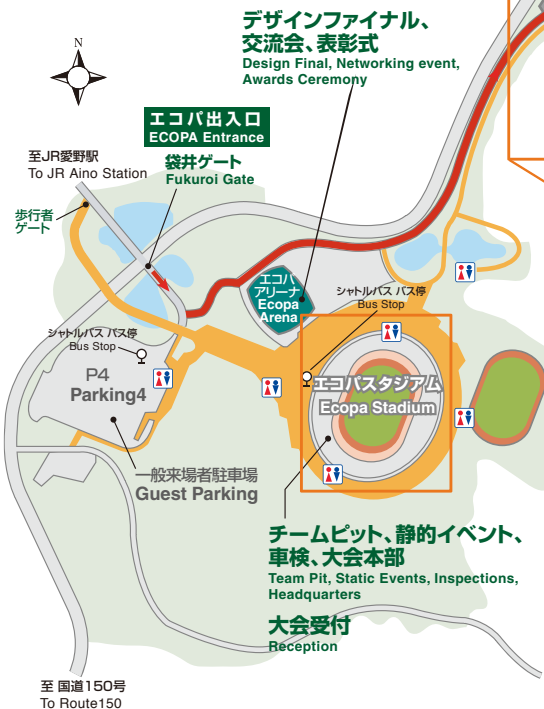 デザインファイナル、
交流会、表彰式
Design Final, Networking event,
Awards Ceremony
N
エコパ出入口
ECOPA Entrance
至JR愛野駅
To JR Aino Station
袋井ゲート
Fukuroi Gate
歩行者
ゲート
エコパ
アリーナ
Ecopa
Arena
シャトルバス バス停
Bus Stop
シャトルバス バス停
Bus Stop
P4
Parking4
エコパスタジアム
Ecopa Stadium
一般来場者駐車場
Guest Parking
チームピット、静的イベント、
車検、大会本部
Team Pit, Static Events, Inspections,
Headquarters
大会受付
Reception
至 国道150号
To Route150